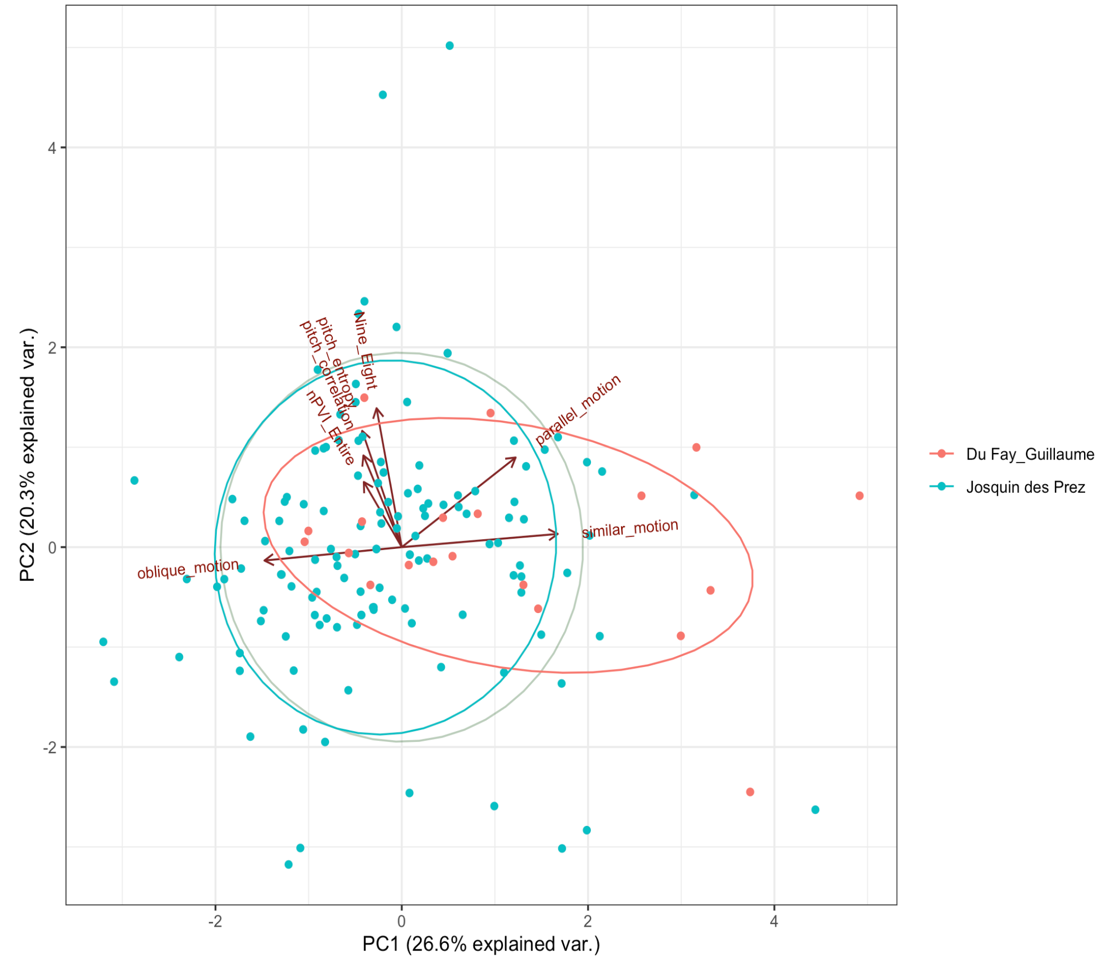 PC2 (20.3% explained var.)
4
2
0
-2
-2
0
2
4
PC1 (26.6% explained var.)
pitch_correlation
pitch_entropy
nPVI_Entire
Nine_Eight
parallel_motion
similar_motion
oblique_motion
Du Fay_Guillaume
Josquin des Prez